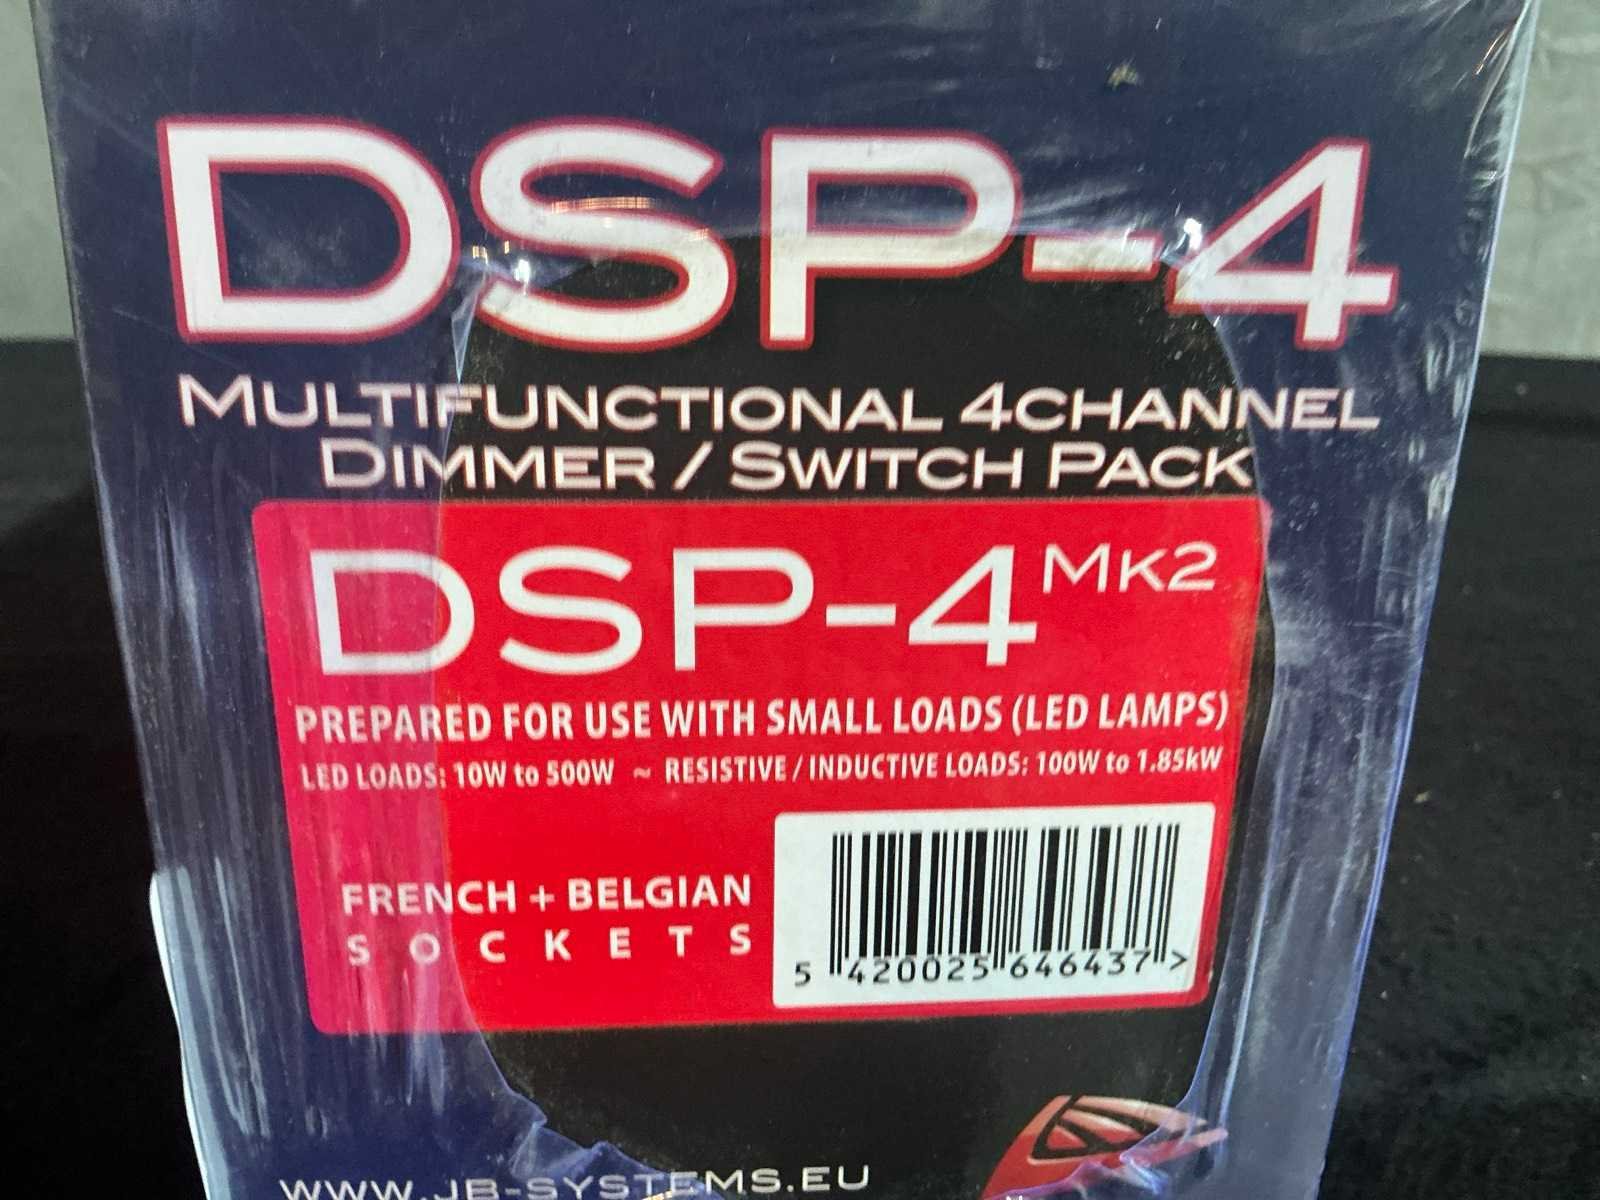 DSP-4
MULTIFUNCTIONAL 4CHANNEL
DIMMER / SWITCH PACK
DSP-4 MK2
PREPARED FOR USE WITH SMALL LOADS (LED LAMPS)
LED LOADS: 10W to 500W ~ RESISTIVE / INDUCTIVE LOADS: 100W to 1.85kW
FRENCH + BELGIAN
SOCKETS
5 420025 646437 >
WWW.JB-SYSTEMS.EU